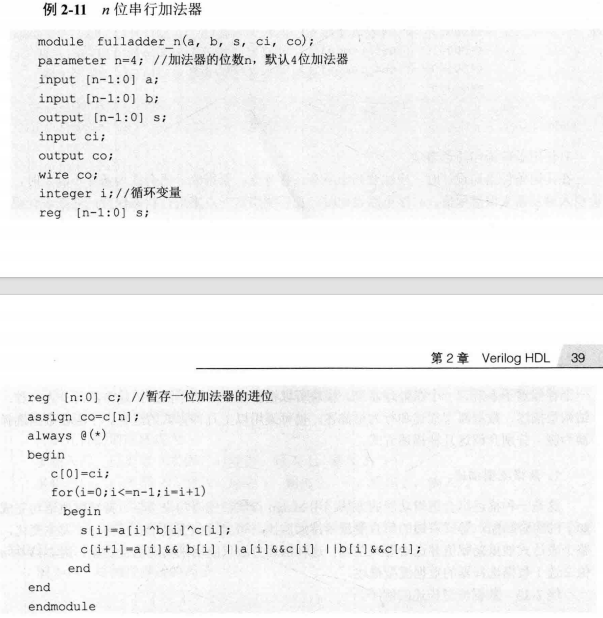 例 2-11 n 位串行加法器
module fulladder_n(a, b, s, ci, co);
parameter n=4; //加法器的位数n，默认4位加法器
input [n-1:0] a;
input [n-1:0] b;
output [n-1:0] s;
input ci;
output co;
wire co;
integer i;//循环变量
reg [n-1:0] s;
第 2 章 Verilog HDL 39
reg [n:0] c; //暂存一位加法器的进位
assign co=c[n];
always @(*)
begin
c[0]=ci;
for(i=0;i<=n-1;i=i+1)
begin
s[i]=a[i]^b[i]^c[i];
c[i+1]=a[i]&& b[i] ||a[i]&&c[i] ||b[i]&&c[i];
end
end
endmodule